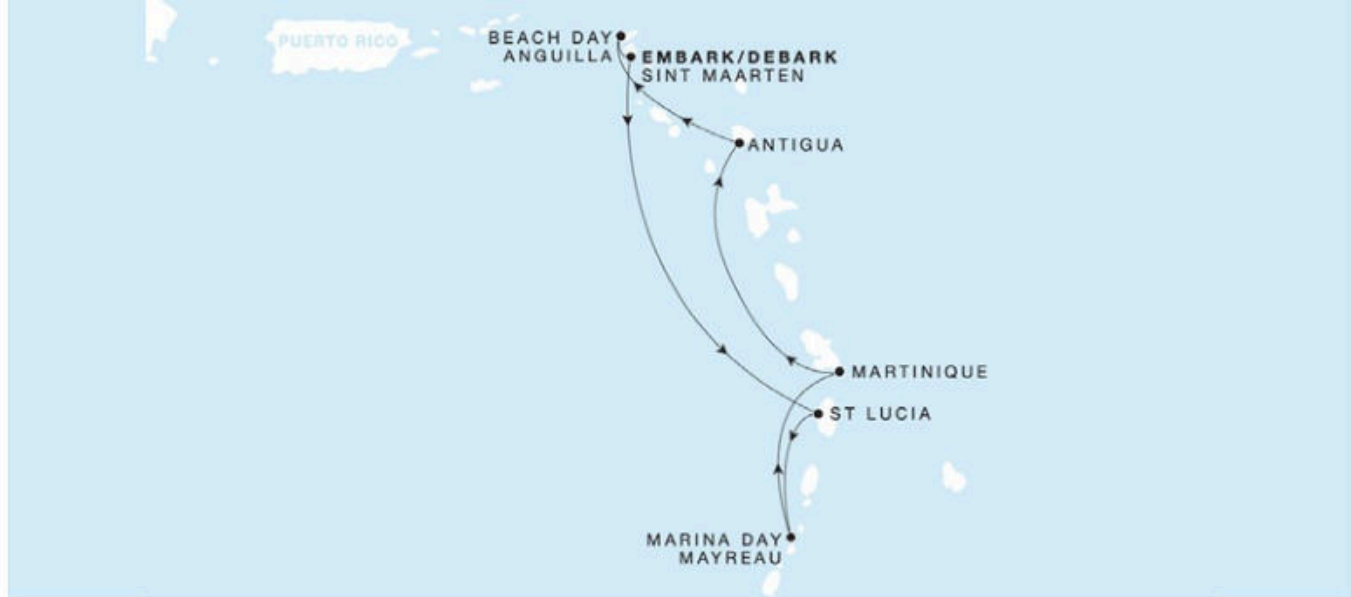 PUERTO RICO
BEACH DAY
ANGUILLA
EMBARK/DEBARK
SINT MAARTEN
ANTIGUA
MARTINIQUE
ST LUCIA
MARINA DAY
MAYREAU